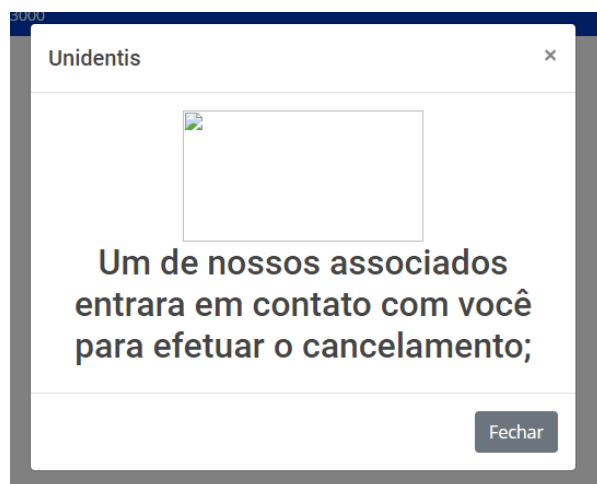 3000
Unidentis
×
Um de nossos associados
entrara em contato com você
para efetuar o cancelamento;
Fechar